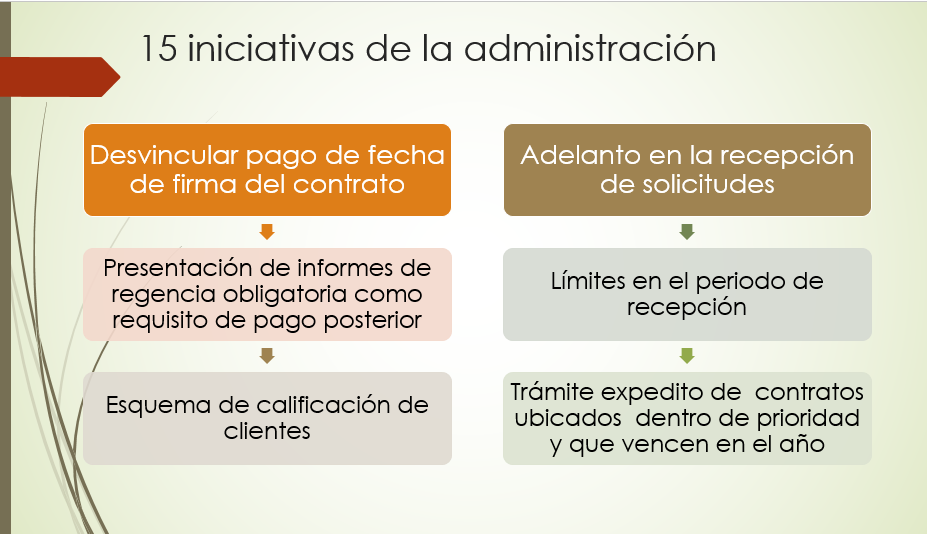 15 iniciativas de la administración
Desvincular pago de fecha
de firma del contrato
Presentación de informes de
regencia obligatoria como
requisito de pago posterior
Esquema de calificación de
clientes
Adelanto en la recepción
de solicitudes
Límites en el periodo de
recepción
Trámite expedito de contratos
ubicados dentro de prioridad
y que vencen en el año